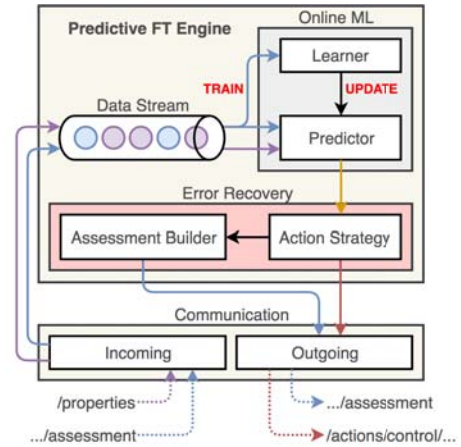 Online ML
Predictive FT Engine
Learner
TRAIN
UPDATE
Data Stream
Predictor
Error Recovery
Assessment Builder
Action Strategy
Communication
Incoming
Outgoing
/properties
.../assessment
.../assessment
/actions/control/...